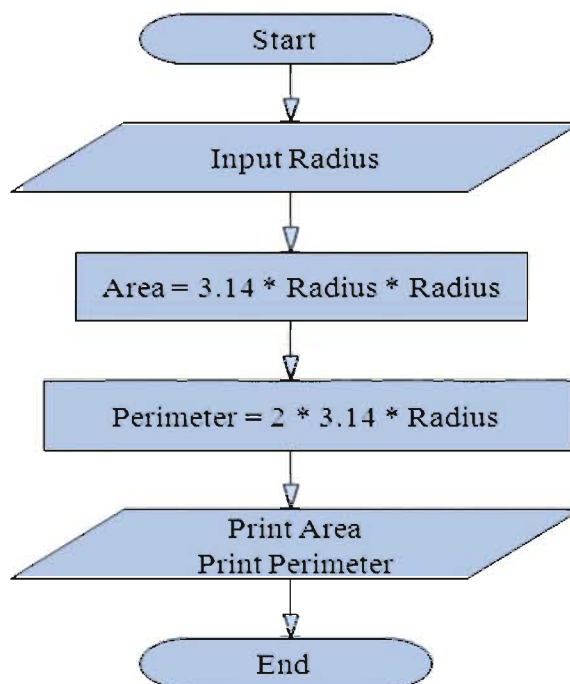 Start
Input Radius
Area = 3.14 * Radius * Radius
Perimeter = 2 * 3.14 * Radius
Print Area
Print Perimeter
End